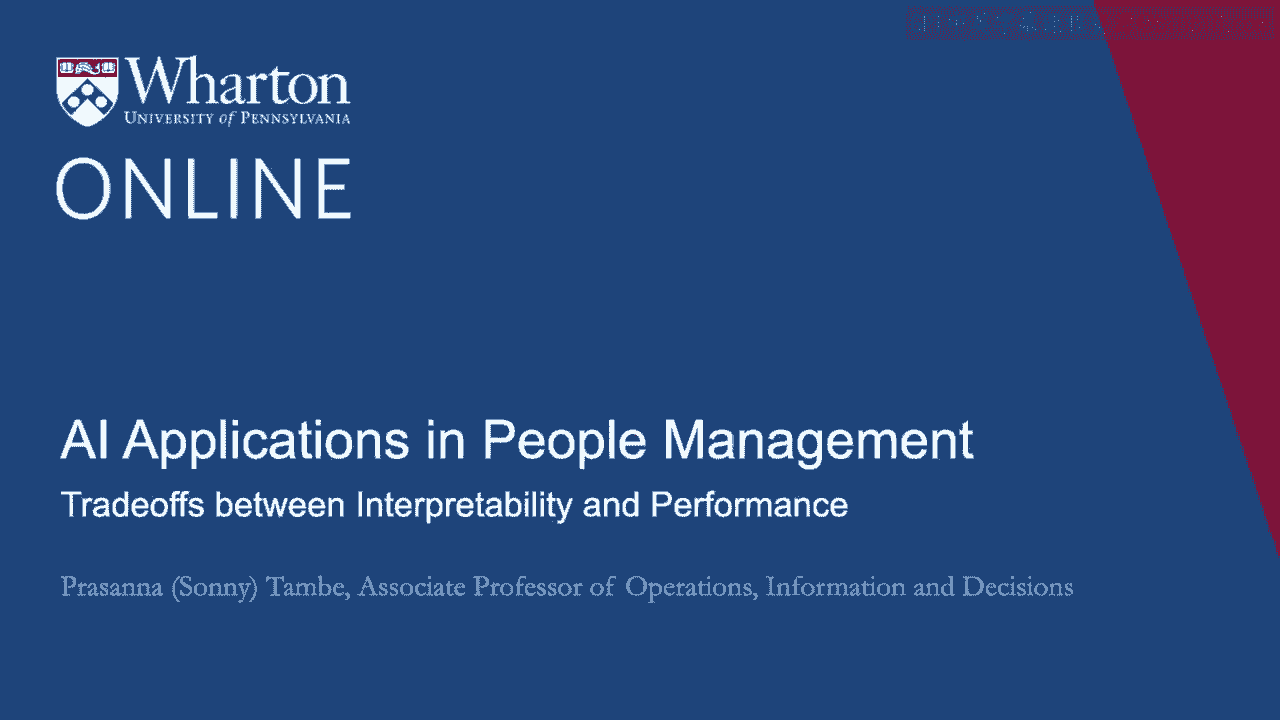 Wharton
UNIVERSITY of PENNSYLVANIA
ONLINE
AI Applications in People Management
Tradeoffs between Interpretability and Performance
Prasanna (Sonny) Tambe, Associate Professor of Operations, Information and Decisions